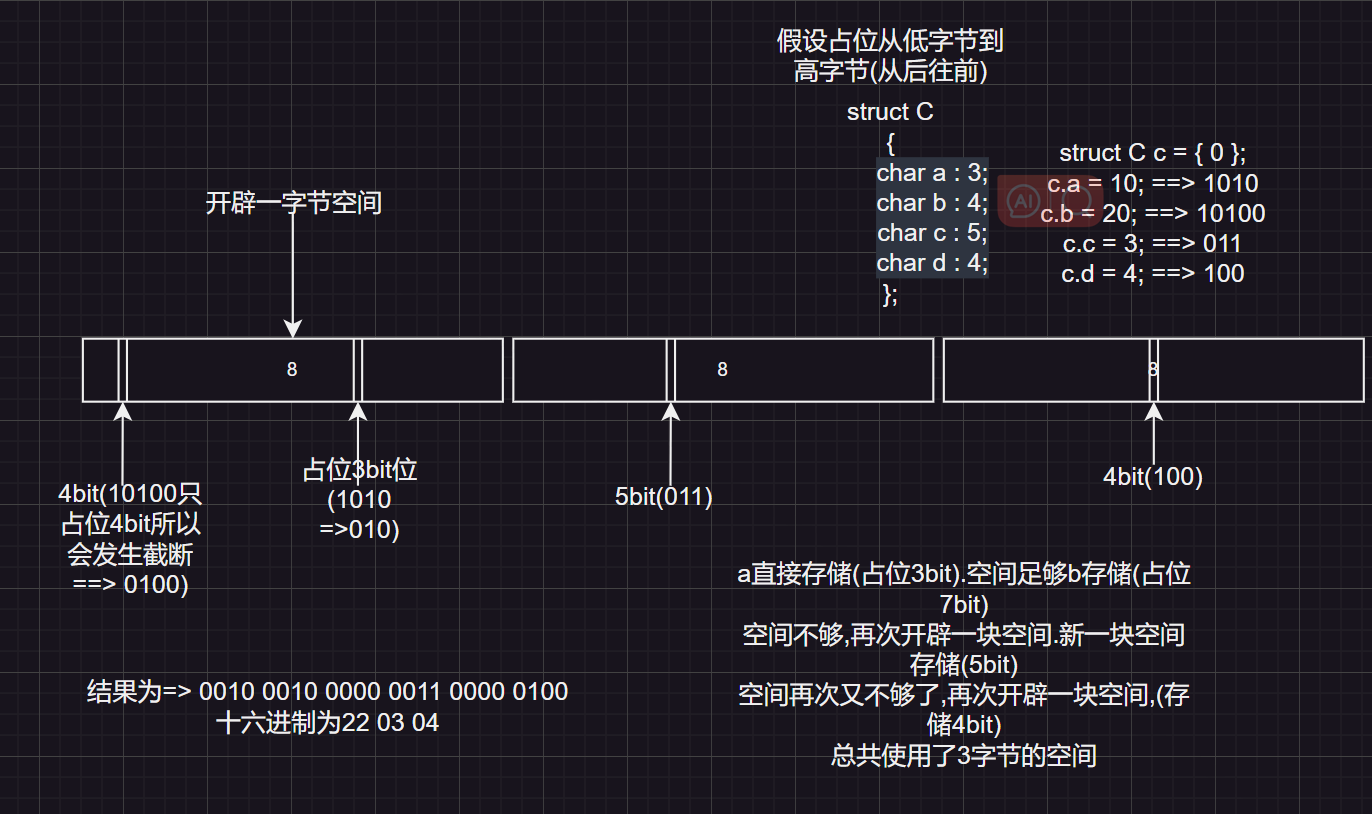 假设占位从低字节到
高字节(从后往前)
struct C
{
char a : 3;
char b : 4;
char c : 5;
char d : 4;
};
struct C c = { 0 };
c.a = 10; ==> 1010
c.b = 20; ==> 10100
c.c = 3; ==> 011
c.d = 4; ==> 100
AI
开辟一字节空间
8
8
8
4bit(10100只
占位4bit所以
会发生截断
==> 0100)
占位3bit位
(1010
=>010)
5bit(011)
4bit(100)
a直接存储(占位3bit).空间足够b存储(占位
7bit)
空间不够,再次开辟一块空间.新一块空间
存储(5bit)
空间再次又不够了,再次开辟一块空间,(存
储4bit)
总共使用了3字节的空间
结果为=> 0010 0010 0000 0011 0000 0100
十六进制为22 03 04